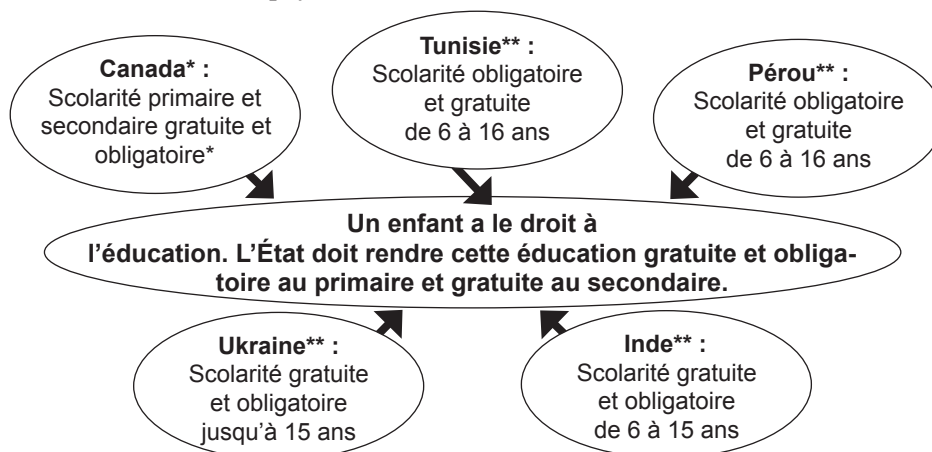 Canada* :
Scolarité primaire et
secondaire gratuite et
obligatoire*
Tunisie** :
Scolarité obligatoire
et gratuite
de 6 à 16 ans
Pérou** :
Scolarité obligatoire
et gratuite
de 6 à 16 ans
Un enfant a le droit à
l'éducation. L'État doit rendre cette éducation gratuite et obliga-
toire au primaire et gratuite au secondaire.
Ukraine** :
Scolarité gratuite
et obligatoire
jusqu'à 15 ans
Inde** :
Scolarité gratuite
et obligatoire
de 6 à 15 ans